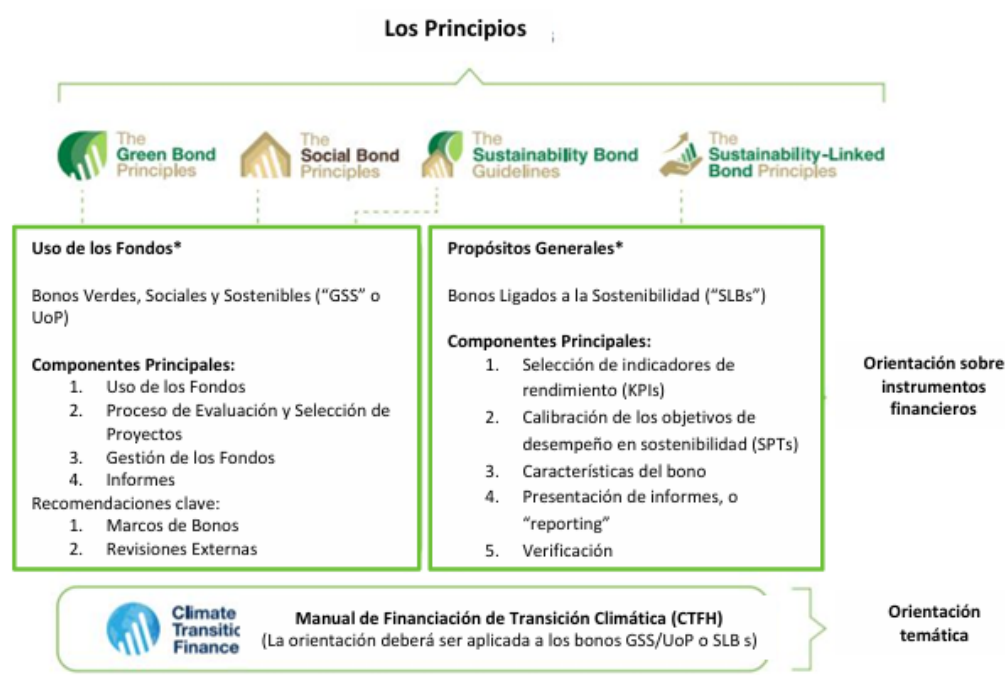 Los Principios
The
Green Bond
Principles
The
Social Bond
Principles
The
Sustainability Bond
Guidelines
The
Sustainability-Linked
Bond Principles
Uso de los Fondos*
Bonos Verdes, Sociales y Sostenibles (“GSS” o
UoP)
Componentes Principales:
1. Uso de los Fondos
2. Proceso de Evaluación y Selección de
Proyectos
3. Gestión de los Fondos
4. Informes
Recomendaciones clave:
1. Marcos de Bonos
2. Revisiones Externas
Propósitos Generales*
Bonos Ligados a la Sostenibilidad (“SLBs”)
Componentes Principales:
1. Selección de indicadores de
rendimiento (KPIs)
2. Calibración de los objetivos de
desempeño en sostenibilidad (SPTs)
3. Características del bono
4. Presentación de informes, o
“reporting”
5. Verificación
Orientación sobre
instrumentos
financieros
Climate
Transitic
Finance
Manual de Financiación de Transición Climática (CTFH)
(La orientación deberá ser aplicada a los bonos GSS/UoP o SLB s)
Orientación
temática